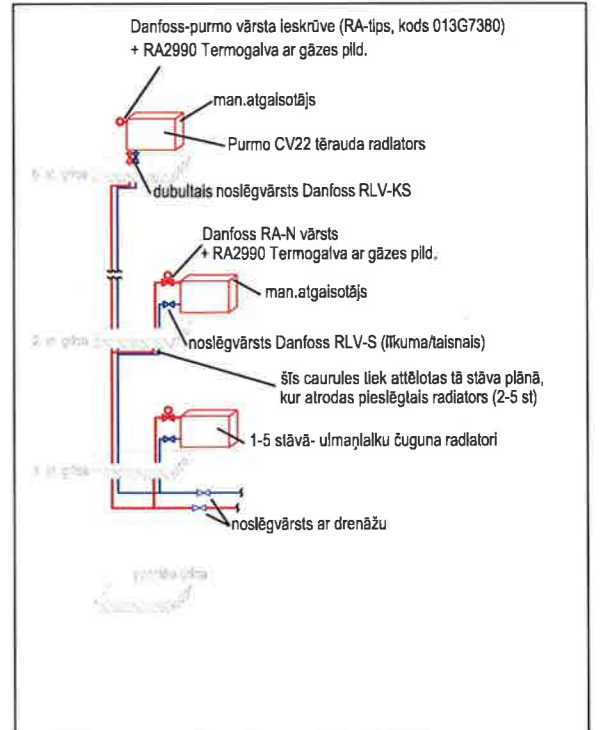 Danfoss-purmo vārsta ieskrūve (RA-tips, kods 013G7380)
+ RA2990 Termogalva ar gāzes pild.
man.atgaisotājs
Purmo CV22 tērauda radiators
dubultais noslēgvārsts Danfoss RLV-KS
Danfoss RA-N vārsts
+ RA2990 Termogalva ar gāzes pild.
man.atgaisotājs
noslēgvārsts Danfoss RLV-S (līkuma/taisnais)
2 st grīda
šīs caurules tiek attēlotas tā stāva plānā,
kur atrodas pieslēgtais radiators (2-5 st)
1-5 stāvā- ulmaņlaiku čuguna radiatori
noslēgvārsts ar drenāžu